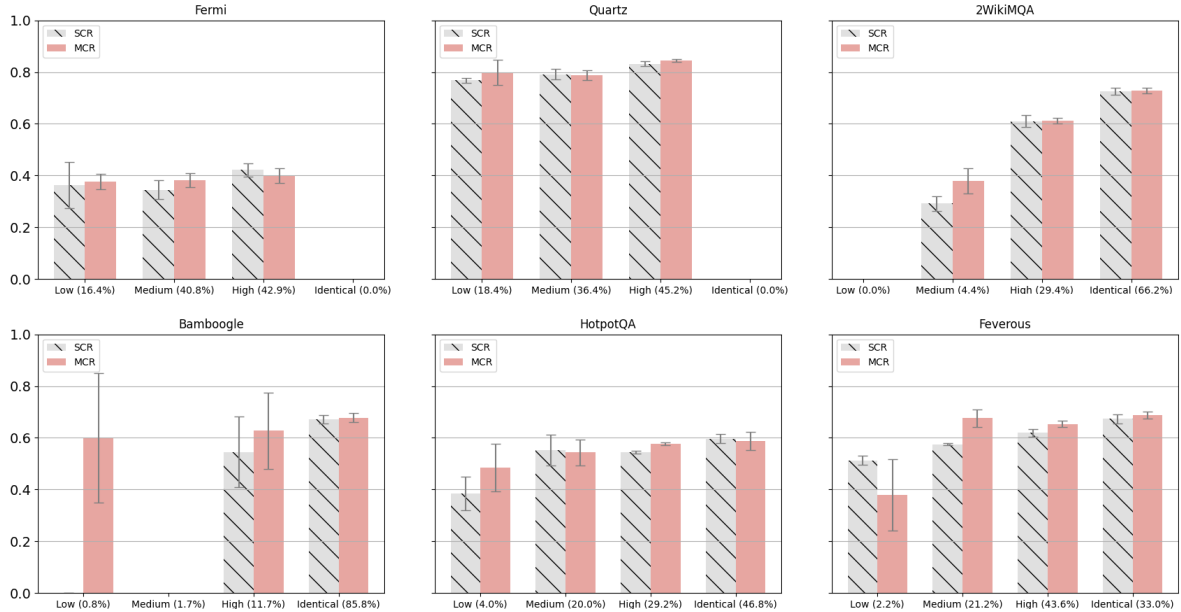 Fermi
1.0
0.8
0.6
0.4
0.2
0.0
SCR
MCR
Low (16.4%) Medium (40.8%) High (42.9%) Identical (0.0%)
Quartz
SCR
MCR
Low (18.4%) Medium (36.4%) High (45.2%) Identical (0.0%)
2WikiMQA
SCR
MCR
Low (0.0%) Medium (4.4%) High (29.4%) Identical (66.2%)
Bamboogle
1.0
0.8
0.6
0.4
0.2
0.0
SCR
MCR
Low (0.8%) Medium (1.7%) High (11.7%) Identical (85.8%)
HotpotQA
SCR
MCR
Low (4.0%) Medium (20.0%) High (29.2%) Identical (46.8%)
Feverous
SCR
MCR
Low (2.2%) Medium (21.2%) High (43.6%) Identical (33.0%)